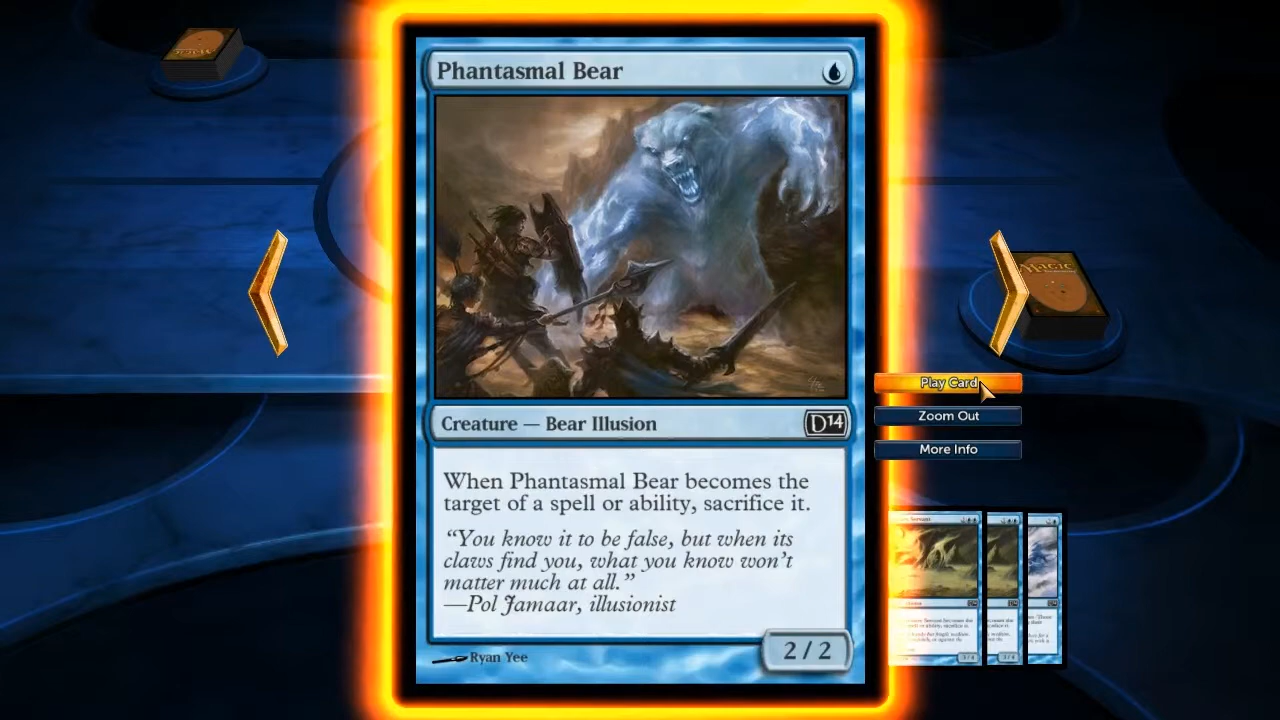 Phantasmal Bear
Creature — Bear Illusion
D14
When Phantasmal Bear becomes the
target of a spell or ability, sacrifice it.
“You know it to be false, but when its
claws find you, what you know won’t
matter much at all.”
—Pol Jamaar, illusionist
2 / 2
Ryan Yee
MAGIC
Play Card
Zoom Out
More Info
Servant